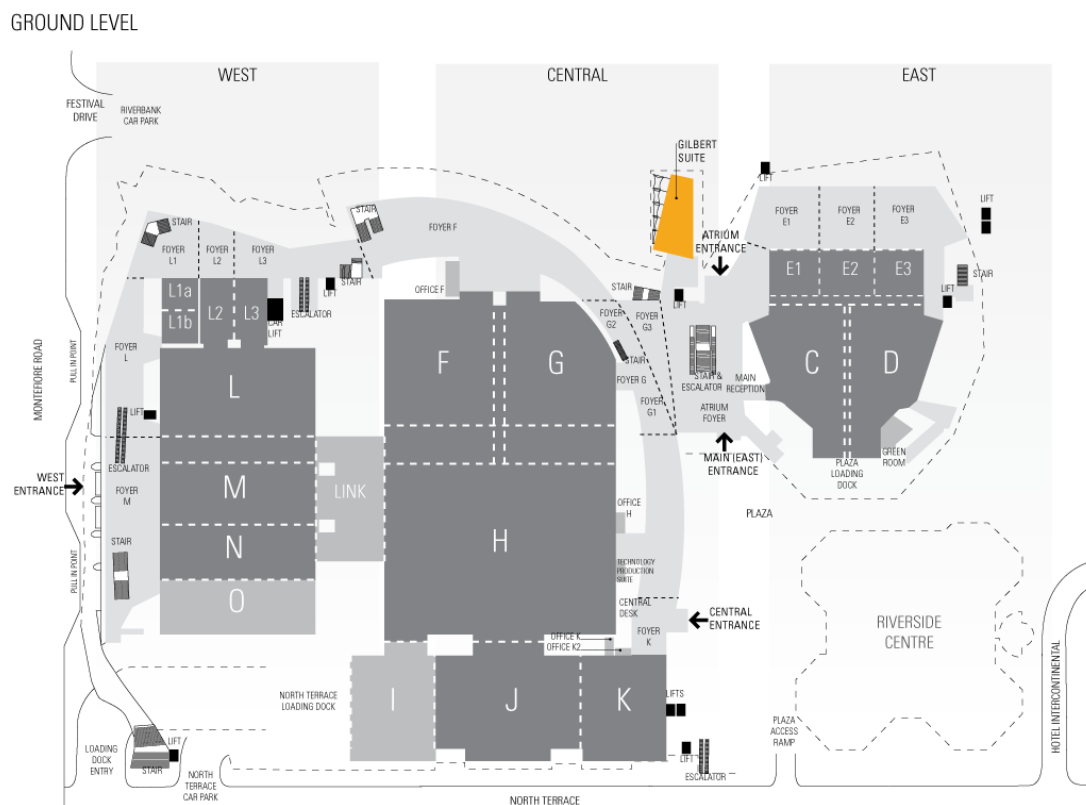 GROUND LEVEL
WEST
CENTRAL
EAST
FESTIVAL
DRIVE
RIVERBANK
CAR PARK
GILBERT
SUITE
LIFT
LIFT
STAIR
STAIR
FOYER F
FOYER
E1
FOYER
E2
FOYER
E3
ATRIUM
ENTRANCE
FOYER
L1
FOYER
L2
FOYER
L3
STAIR
LIFT
OFFICE F
STAIR
LIFT
E1
E2
E3
STAIR
LIFT
L1a
L1b
L2
L3
CAR
LIFT
ESCALATOR
FOYER
G2
FOYER
G3
MONTEFIORE ROAD
PULL IN POINT
FOYER
L
L
F
G
STAIR
FOYER G
FOYER
G1
STAIR &
ESCALATOR
MAIN
RECEPTION
ATRIUM
FOYER
C
D
LIFT
ESCALATOR
WEST
ENTRANCE
FOYER
M
M
LINK
MAIN (EAST)
ENTRANCE
PLAZA
LOADING
DOCK
GREEN
ROOM
PLAZA
OFFICE
H
H
N
STAIR
PULL IN POINT
O
TECHNOLOGY
PRODUCTION
SUITE
CENTRAL
DESK
CENTRAL
ENTRANCE
FOYER
K
OFFICE K
OFFICE K2
RIVERSIDE
CENTRE
HOTEL INTERCONTINENTAL
NORTH TERRACE
LOADING DOCK
I
J
K
LIFTS
LIFT
ESCALATOR
PLAZA
ACCESS
RAMP
LOADING
DOCK
ENTRY
LIFT
STAIR
NORTH
TERRACE
CAR PARK
NORTH TERRACE